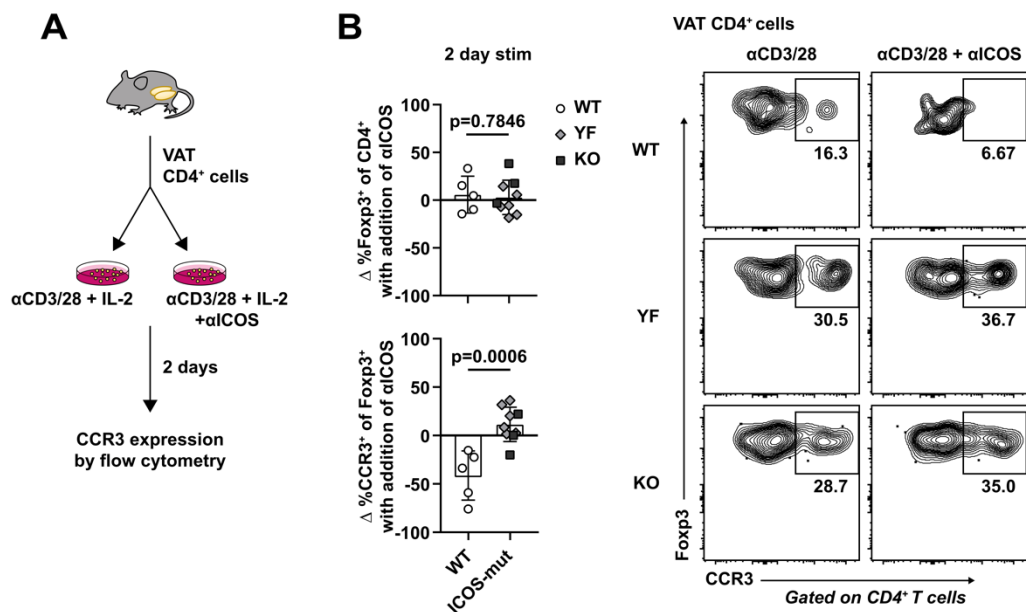 A
VAT
CD4⁺ cells
αCD3/28 + IL-2
αCD3/28 + IL-2
+αICOS
2 days
CCR3 expression
by flow cytometry
B
2 day stim
Δ %Foxp3⁺ of CD4⁺
with addition of αICOS
100
50
0
-50
-100
p=0.7846
WT
YF
KO
Δ %CCR3⁺ of Foxp3⁺
with addition of αICOS
100
50
0
-50
-100
p=0.0006
WT
ICOS-mut
VAT CD4⁺ cells
αCD3/28
αCD3/28 + αICOS
WT
16.3
6.67
YF
30.5
36.7
KO
28.7
35.0
Foxp3
CCR3
Gated on CD4⁺ T cells